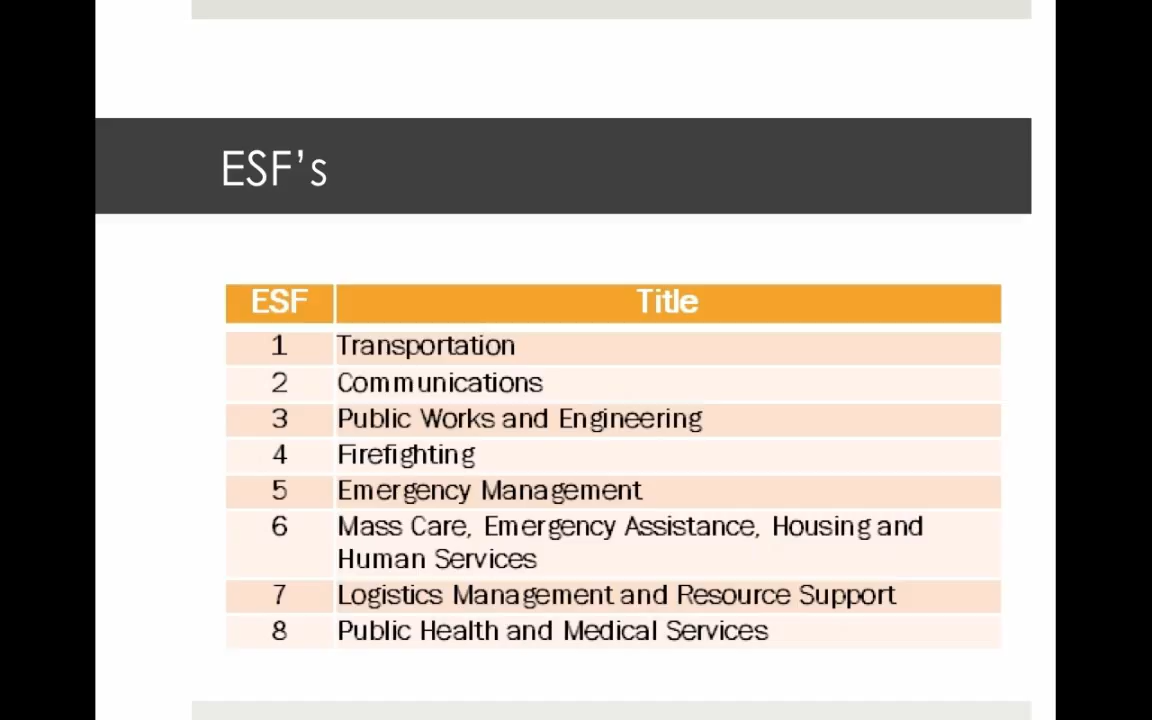 ESF's
ESF Title
1 Transportation
2 Communications
3 Public Works and Engineering
4 Firefighting
5 Emergency Management
6 Mass Care, Emergency Assistance, Housing and
Human Services
7 Logistics Management and Resource Support
8 Public Health and Medical Services